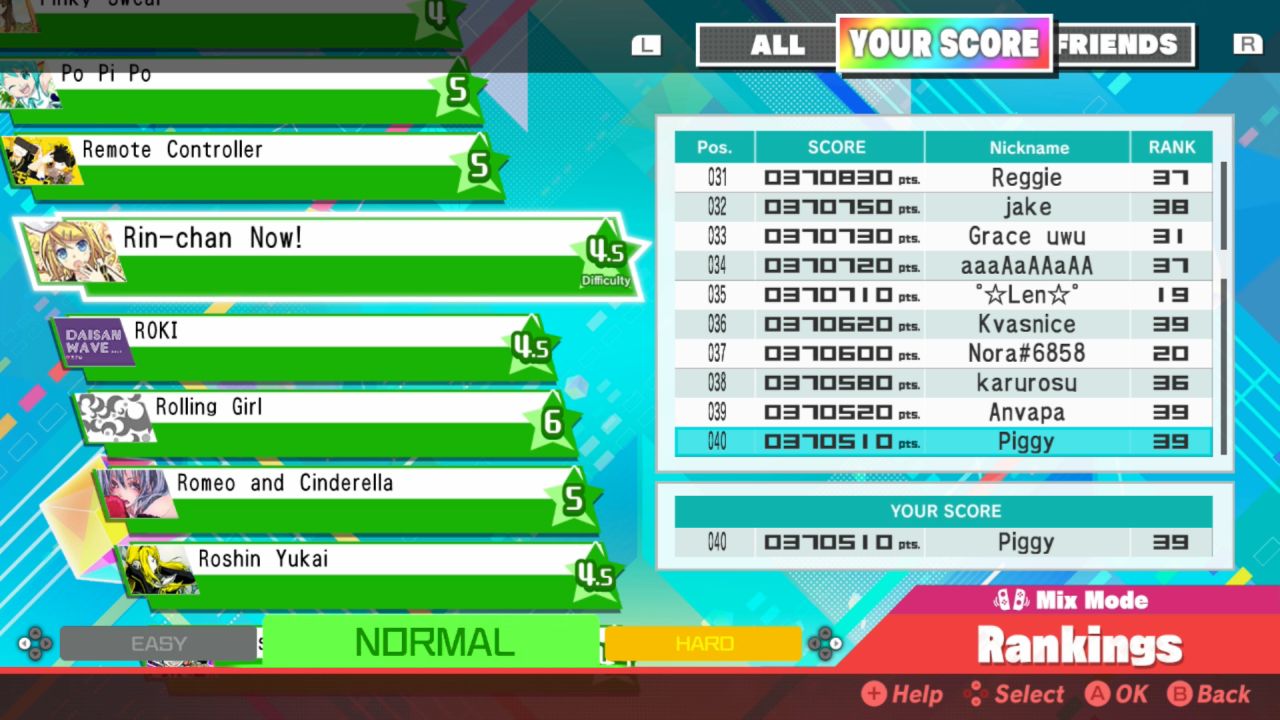 Pinky Swear
4
Po Pi Po
5
Remote Controller
5
Rin-chan Now!
4.5
Difficulty
DAISAN
WAVE
ROKI
4.5
Rolling Girl
6
Romeo and Cinderella
5
Roshin Yukai
4.5
EASY
NORMAL
HARD
L
ALL
YOUR SCORE
FRIENDS
R
Pos. SCORE Nickname RANK
031 0370830 pts. Reggie 37
032 0370750 pts. jake 38
033 0370730 pts. Grace uwu 31
034 0370720 pts. aaaAaAAaAA 37
035 0370710 pts. °☆Len☆° 19
036 0370620 pts. Kvasnice 39
037 0370600 pts. Nora#6858 20
038 0370580 pts. karurosu 36
039 0370520 pts. Anvapa 39
040 0370510 pts. Piggy 39
YOUR SCORE
040 0370510 pts. Piggy 39
Mix Mode
Rankings
+ Help Select A OK B Back